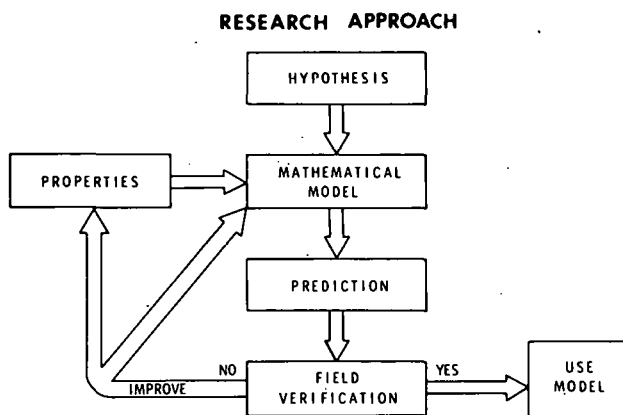 RESEARCH APPROACH
HYPOTHESIS
PROPERTIES
MATHEMATICAL
MODEL
PREDICTION
NO
YES
IMPROVE
FIELD
VERIFICATION
USE
MODEL